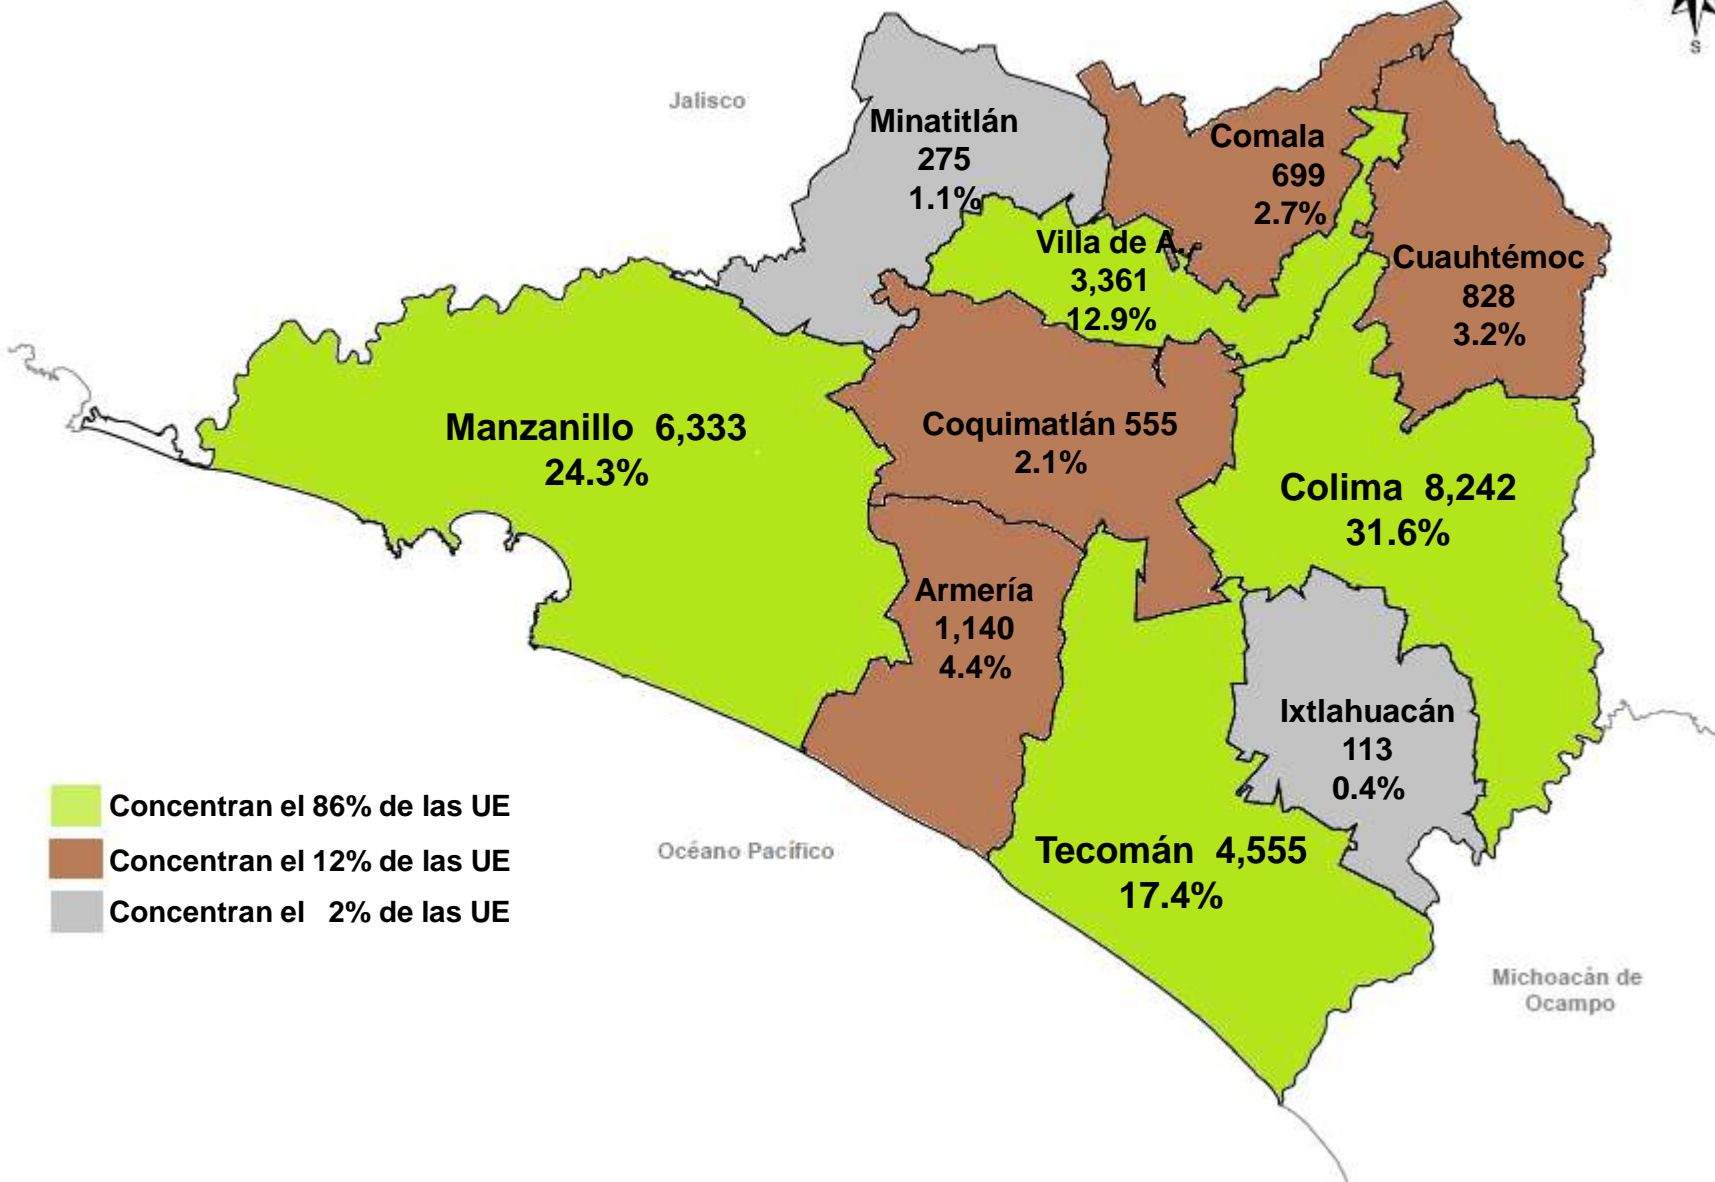 S
Jalisco
Minatitlán
275
1.1%
Comala
699
2.7%
Villa de A.
3,361
12.9%
Cuauhtémoc
828
3.2%
Manzanillo 6,333
24.3%
Coquimatlán 555
2.1%
Colima 8,242
31.6%
Armería
1,140
4.4%
Ixtlahuacán
113
0.4%
Tecomán 4,555
17.4%
Concentran el 86% de las UE
Concentran el 12% de las UE
Concentran el 2% de las UE
Océano Pacífico
Michoacán de
Ocampo